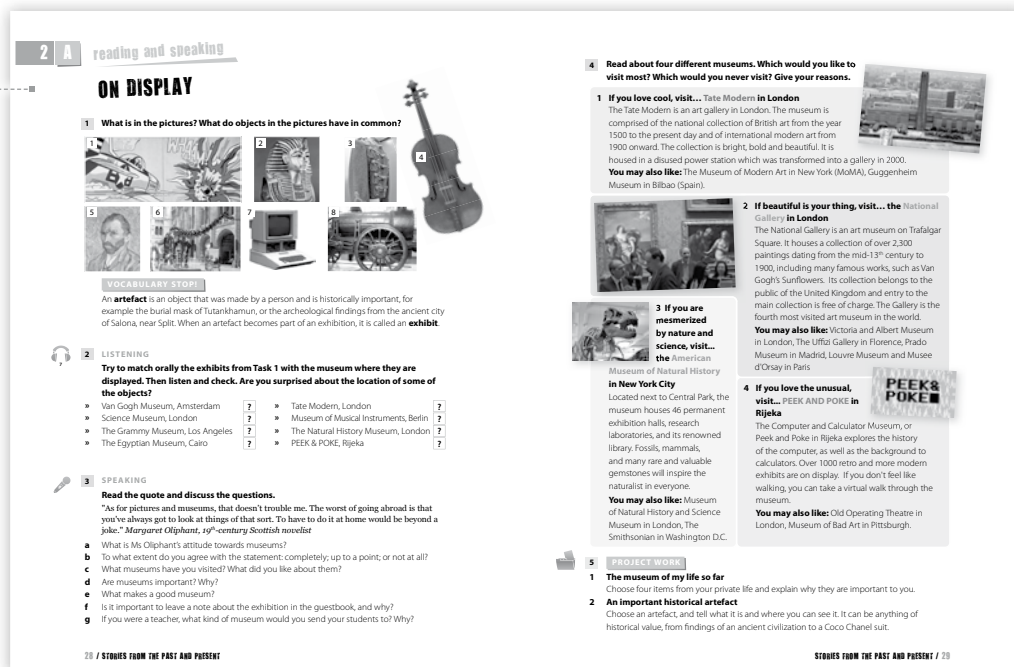 2 A reading and speaking
ON DISPLAY
1 What is in the pictures? What do objects in the pictures have in common?
1
2
3
4
5
6
7
8
VOCABULARY STOP!
An artefact is an object that was made by a person and is historically important, for
example the burial mask of Tutankhamun, or the archeological findings from the ancient city
of Salona, near Split. When an artefact becomes part of an exhibition, it is called an exhibit.
2 LISTENING
Try to match orally the exhibits from Task 1 with the museum where they are
displayed. Then listen and check. Are you surprised about the location of some of
the objects?
» Van Gogh Museum, Amsterdam ?
» Science Museum, London ?
» The Grammy Museum, Los Angeles ?
» The Egyptian Museum, Cairo ?
» Tate Modern, London ?
» Museum of Musical Instruments, Berlin ?
» The Natural History Museum, London ?
» PEEK & POKE, Rijeka ?
3 SPEAKING
Read the quote and discuss the questions.
"As for pictures and museums, that doesn't trouble me. The worst of going abroad is that
you've always got to look at things of that sort. To have to do it at home would be beyond a
joke." Margaret Oliphant, 19th-century Scottish novelist
a What is Ms Oliphant's attitude towards museums?
b To what extent do you agree with the statement: completely; up to a point; or not at all?
c What museums have you visited? What did you like about them?
d Are museums important? Why?
e What makes a good museum?
f Is it important to leave a note about the exhibition in the guestbook, and why?
g If you were a teacher, what kind of museum would you send your students to? Why?
28 / STORIES FROM THE PAST AND PRESENT
4 Read about four different museums. Which would you like to
visit most? Which would you never visit? Give your reasons.
1 If you love cool, visit... Tate Modern in London
The Tate Modern is an art gallery in London. The museum is
comprised of the national collection of British art from the year
1500 to the present day and of international modern art from
1900 onward. The collection is bright, bold and beautiful. It is
housed in a disused power station which was transformed into a gallery in 2000.
You may also like: The Museum of Modern Art in New York (MoMA), Guggenheim
Museum in Bilbao (Spain).
2 If beautiful is your thing, visit... the National
Gallery in London
The National Gallery is an art museum on Trafalgar
Square. It houses a collection of over 2,300
paintings dating from the mid-13th century to
1900, including many famous works, such as Van
Gogh's Sunflowers. Its collection belongs to the
public of the United Kingdom and entry to the
main collection is free of charge. The Gallery is the
fourth most visited art museum in the world.
You may also like: Victoria and Albert Museum
in London, The Uffizi Gallery in Florence, Prado
Museum in Madrid, Louvre Museum and Musee
d'Orsay in Paris
3 If you are
mesmerized
by nature and
science, visit...
the American
Museum of Natural History
in New York City
Located next to Central Park, the
museum houses 46 permanent
exhibition halls, research
laboratories, and its renowned
library. Fossils, mammals,
and many rare and valuable
gemstones will inspire the
naturalist in everyone.
You may also like: Museum
of Natural History and Science
Museum in London, The
Smithsonian in Washington D.C.
PEEK&
POKE
4 If you love the unusual,
visit... PEEK AND POKE in
Rijeka
The Computer and Calculator Museum, or
Peek and Poke in Rijeka explores the history
of the computer, as well as the background to
calculators. Over 1000 retro and more modern
exhibits are on display. If you don't feel like
walking, you can take a virtual walk through the
museum.
You may also like: Old Operating Theatre in
London, Museum of Bad Art in Pittsburgh.
5 PROJECT WORK
1 The museum of my life so far
Choose four items from your private life and explain why they are important to you.
2 An important historical artefact
Choose an artefact, and tell what it is and where you can see it. It can be anything of
historical value, from findings of an ancient civilization to a Coco Chanel suit.
STORIES FROM THE PAST AND PRESENT / 29